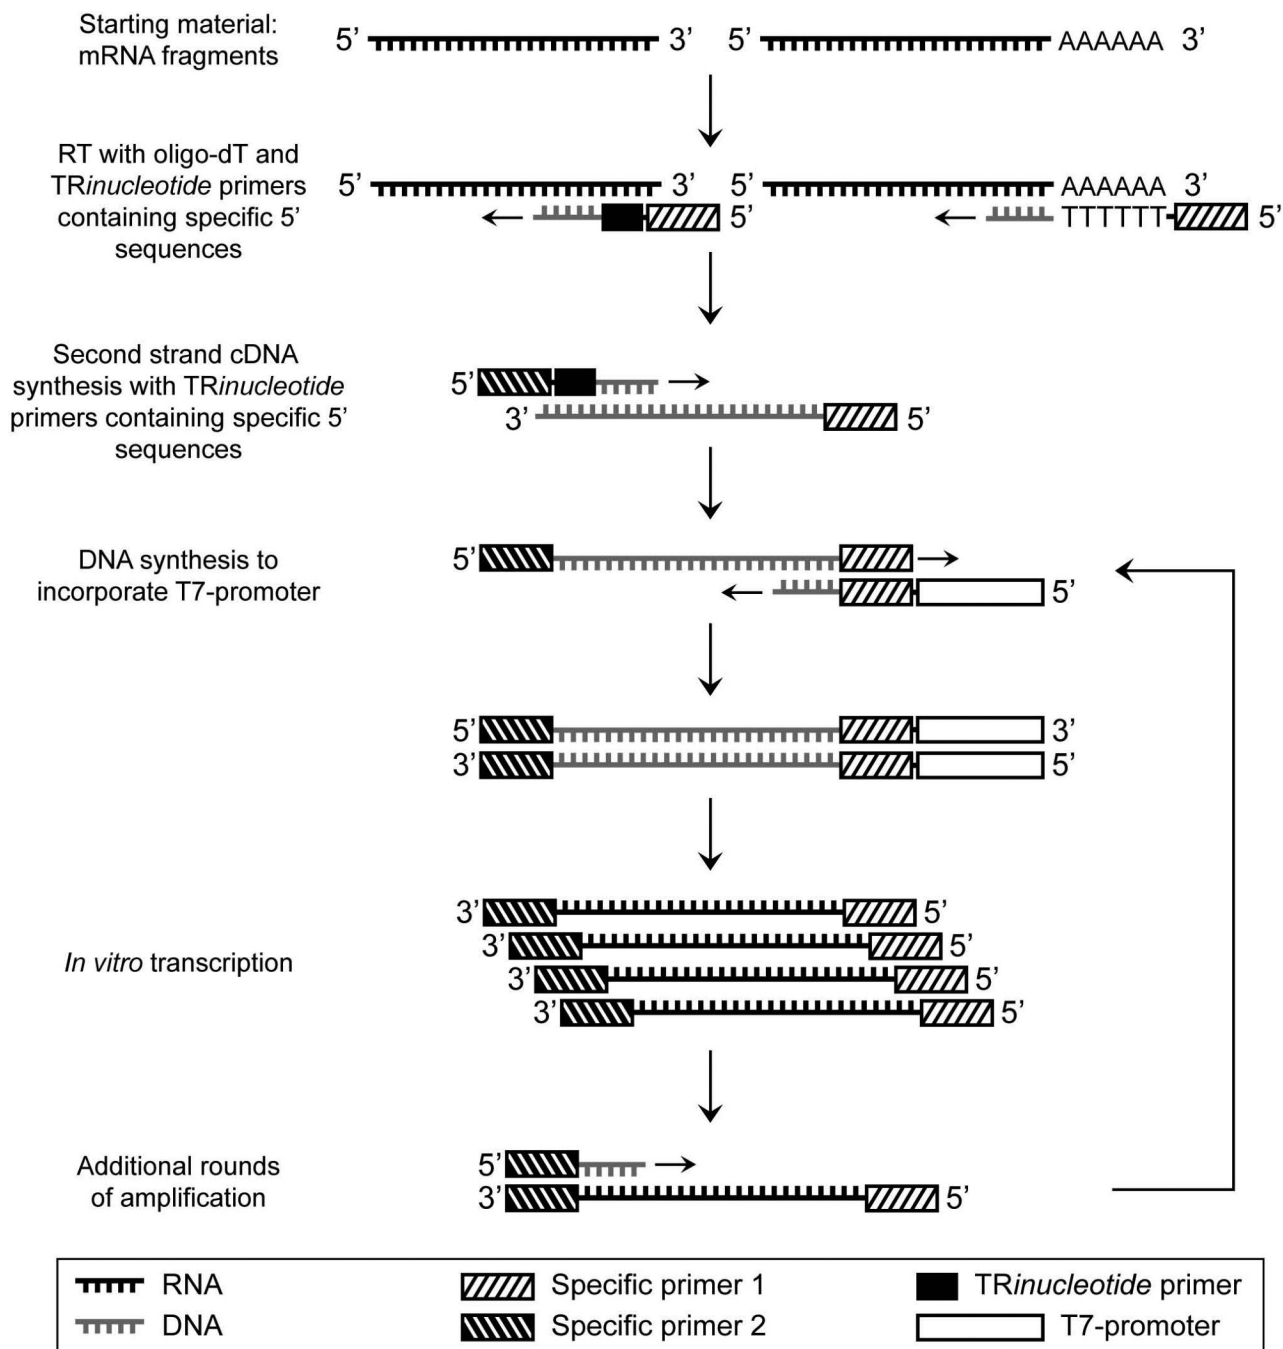 Starting material:
mRNA fragments
5’ 3’ 5’ AAAAAA 3’
RT with oligo-dT and
TRinucleotide primers
containing specific 5’
sequences
5’ 3’ 5’ AAAAAA 3’
5’ TTTTTT 5’
Second strand cDNA
synthesis with TRinucleotide
primers containing specific 5’
sequences
5’
3’ 5’
DNA synthesis to
incorporate T7-promoter
5’
5’
5’ 3’
3’ 5’
In vitro transcription
3’ 5’
3’ 5’
3’ 5’
3’ 5’
Additional rounds
of amplification
5’
3’ 5’
RNA Specific primer 1 TRinucleotide primer
DNA Specific primer 2 T7-promoter